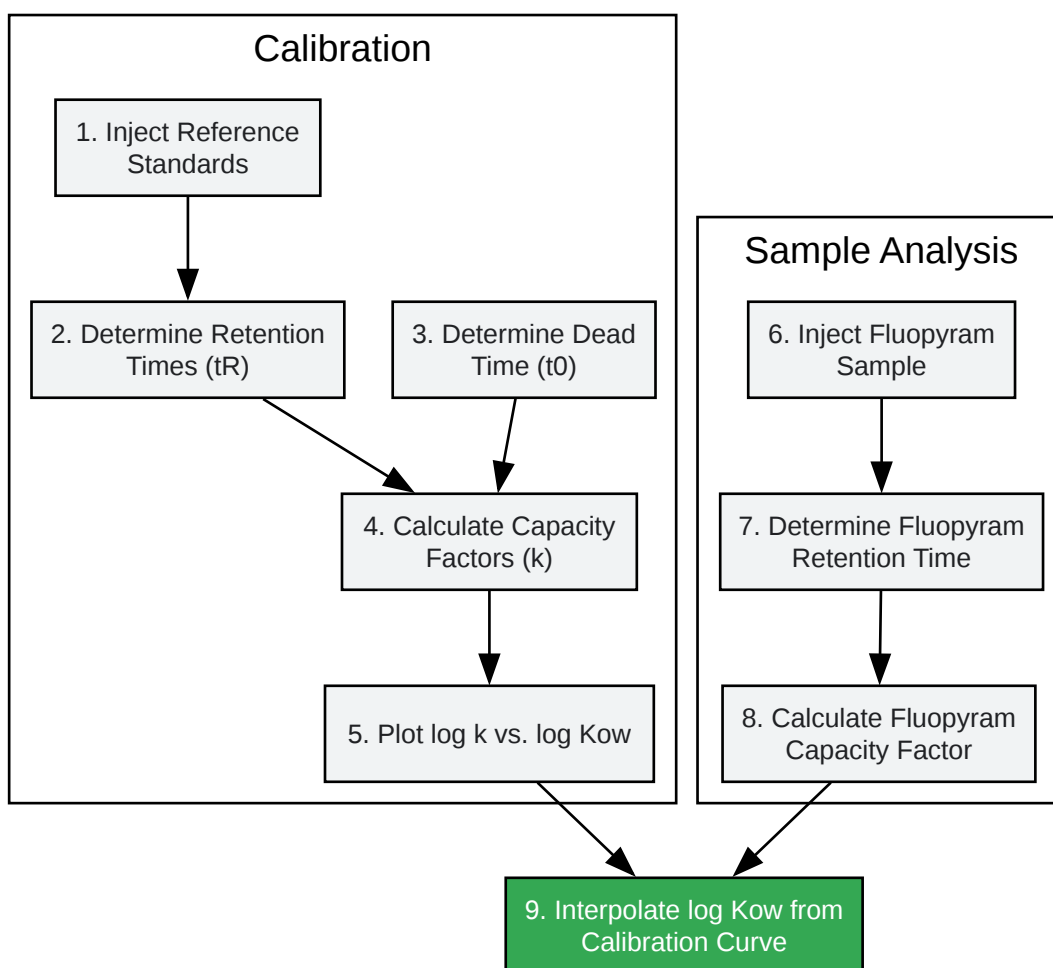 Calibration
1. Inject Reference
Standards
2. Determine Retention
Times (tR)
3. Determine Dead
Time (t0)
4. Calculate Capacity
Factors (k)
5. Plot log k vs. log Kow
Sample Analysis
6. Inject Fluopyram
Sample
7. Determine Fluopyram
Retention Time
8. Calculate Fluopyram
Capacity Factor
9. Interpolate log Kow from
Calibration Curve